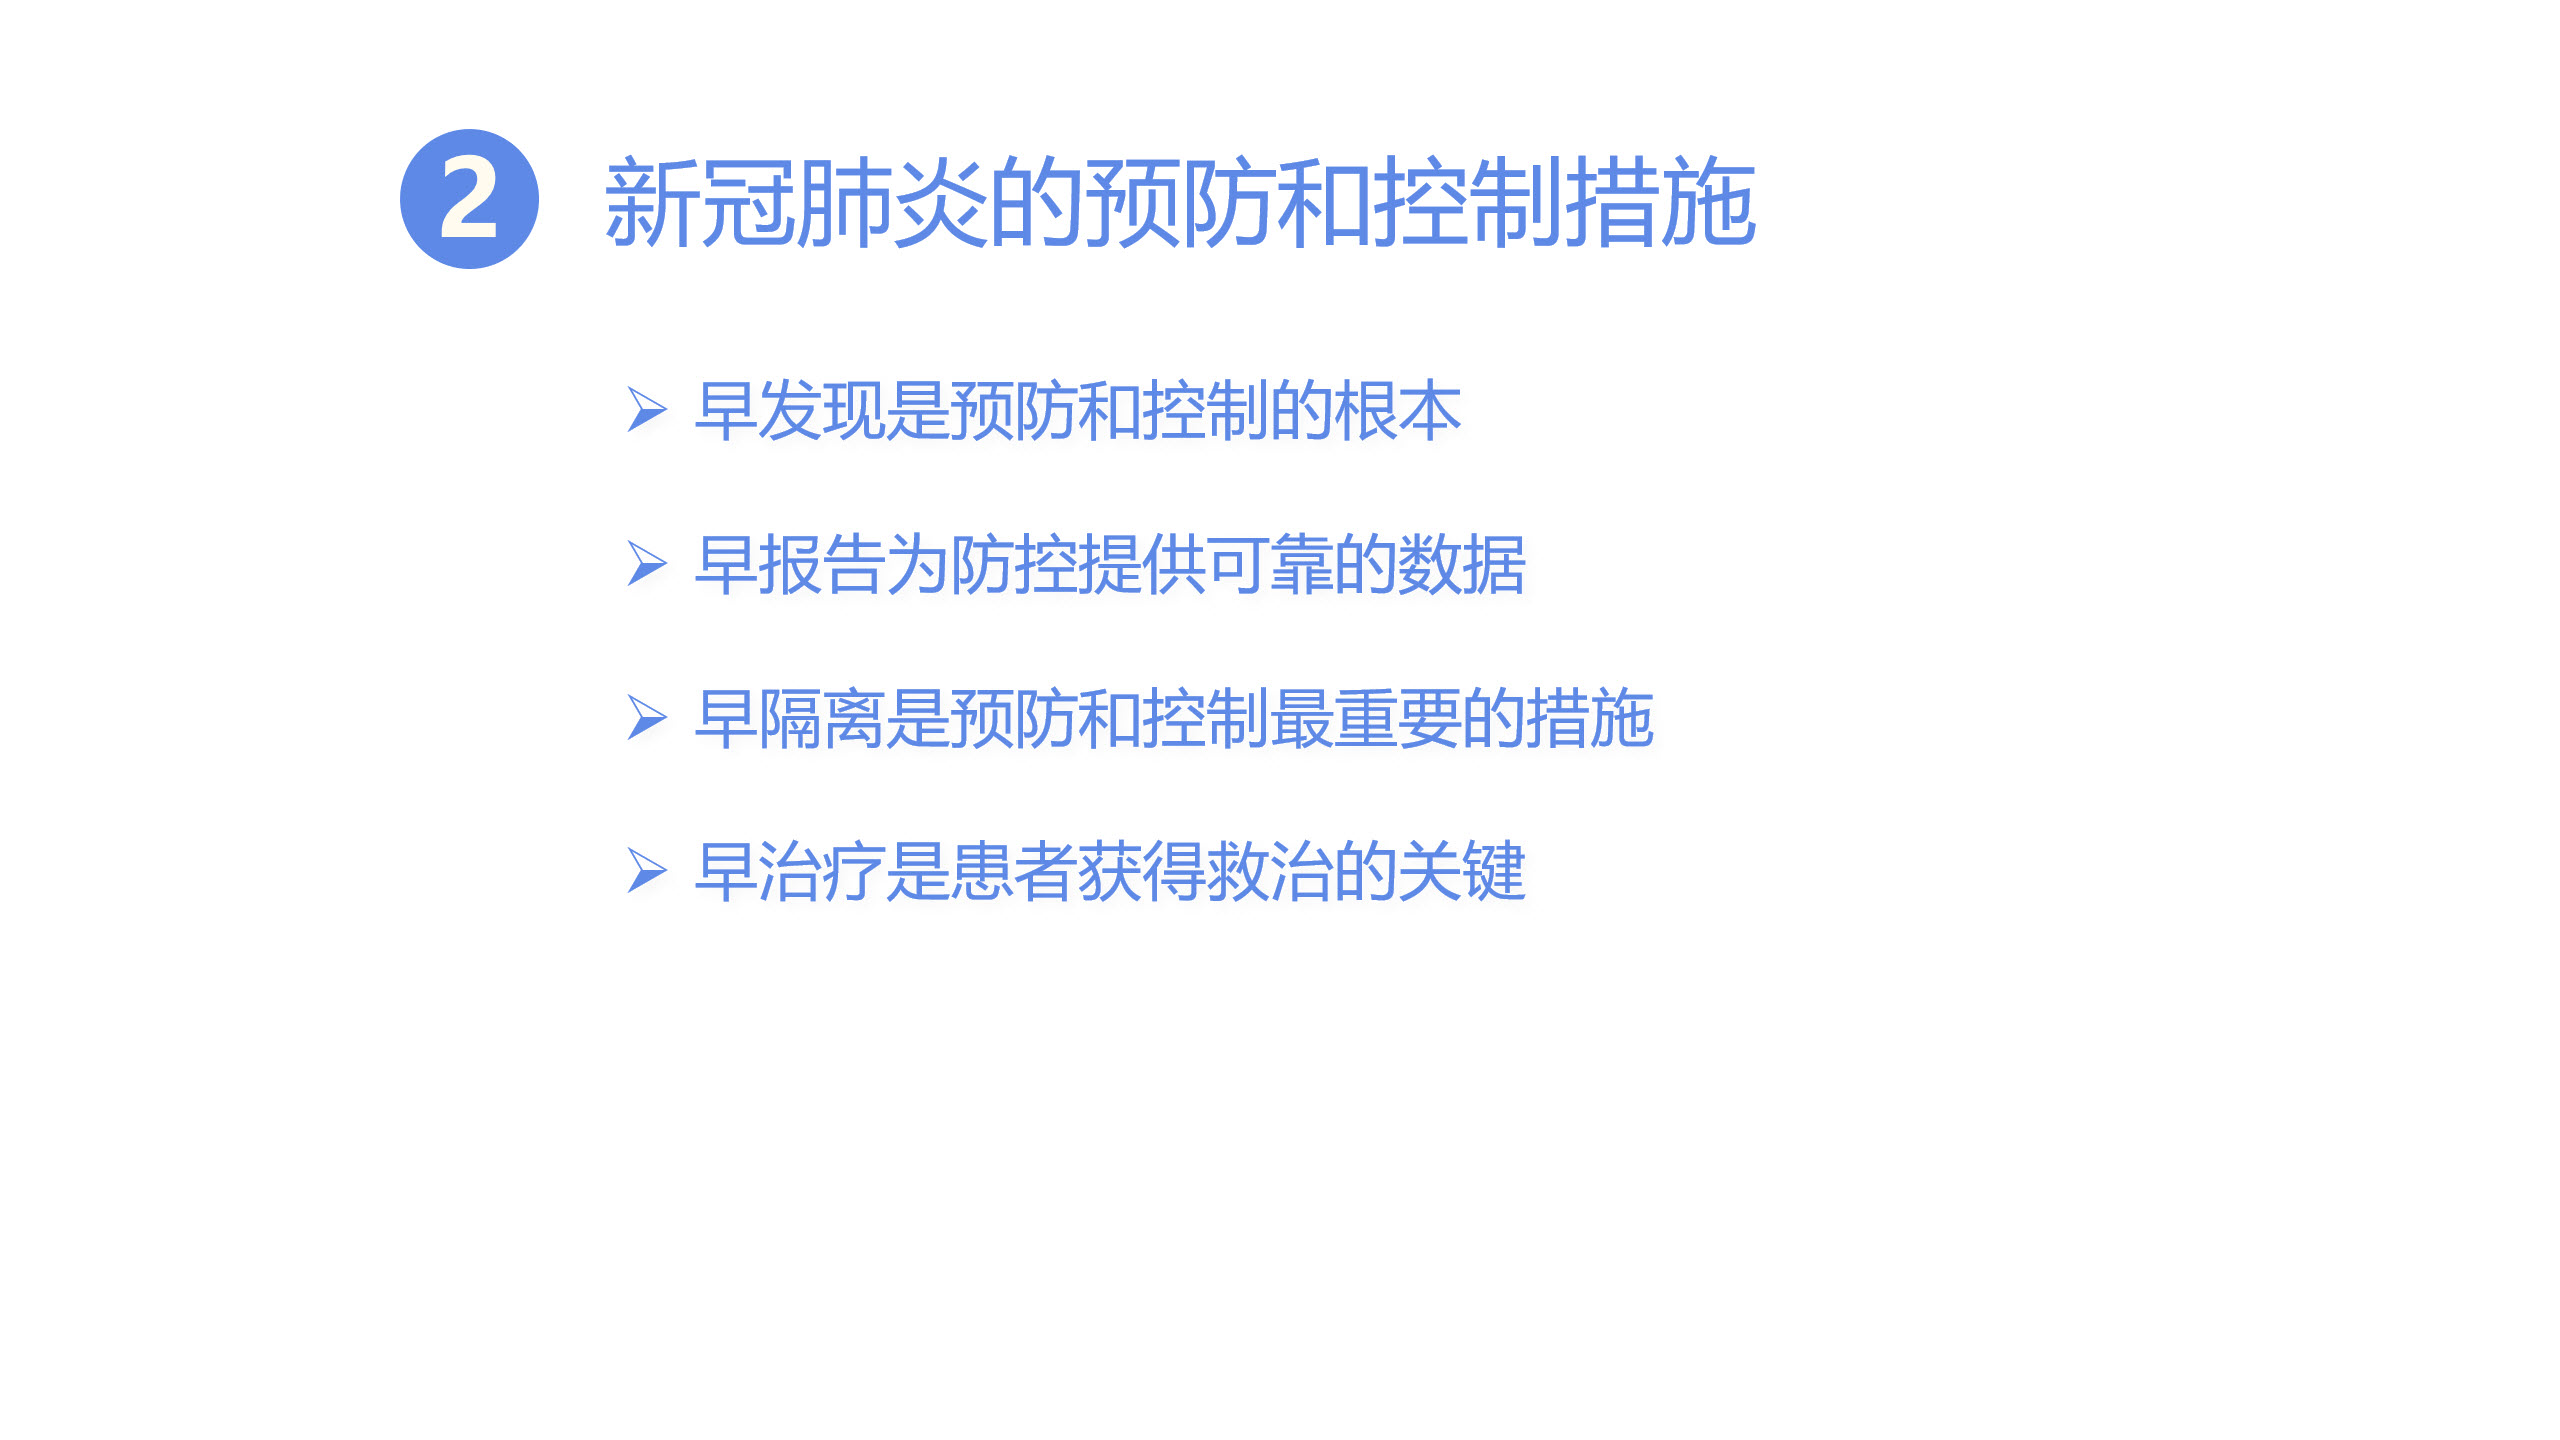 2 新冠肺炎的预防和控制措施
早发现是预防和控制的根本
早报告为防控提供可靠的数据
早隔离是预防和控制最重要的措施
早治疗是患者获得救治的关键